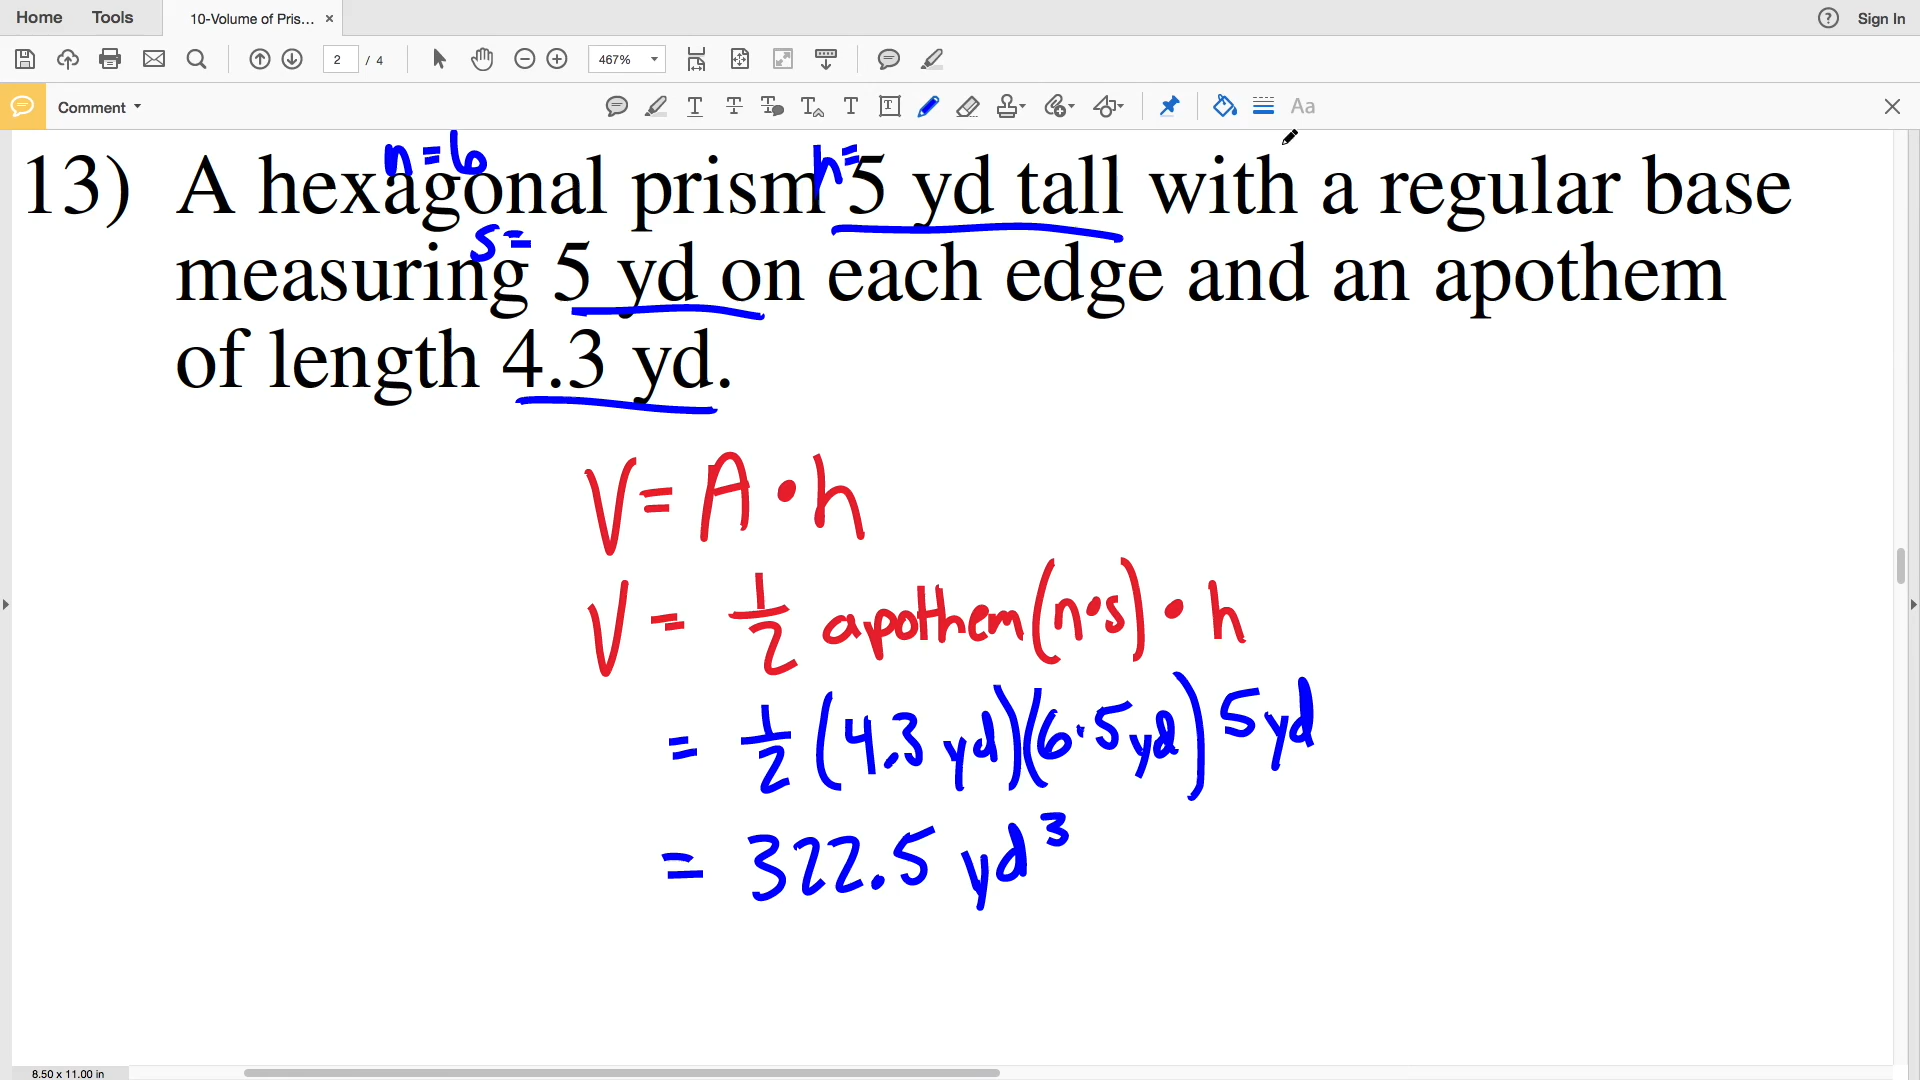 Home Tools 10-Volume of Pris... × ? Sign In
2 / 4 467%
Comment Aa
n=6 h=
13) A hexagonal prism 5 yd tall with a regular base
s=
measuring 5 yd on each edge and an apothem
of length 4.3 yd.
V = A • h
V = 1/2 apothem (n•s) • h
= 1/2 (4.3 yd)(6·5yd) 5yd
= 322.5 yd³
8.50 x 11.00 in